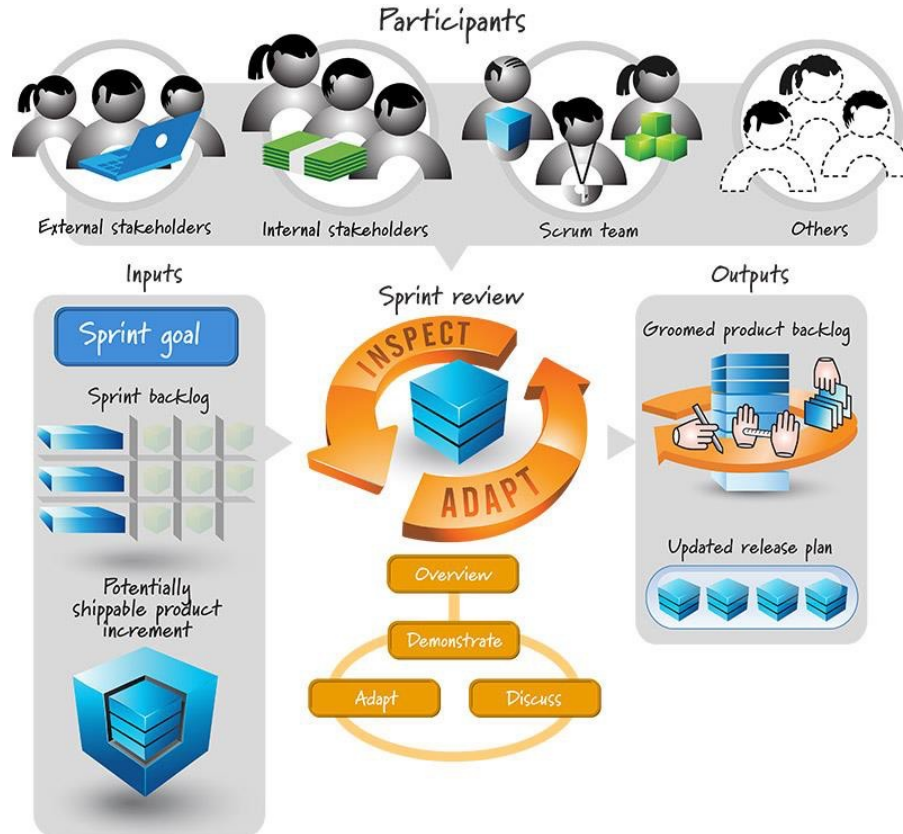 Participants
External stakeholders
Internal stakeholders
Scrum team
Others
Inputs
Sprint goal
Sprint backlog
Potentially
shippable product
increment
Sprint review
INSPECT
ADAPT
Overview
Demonstrate
Adapt
Discuss
Outputs
Groomed product backlog
Updated release plan